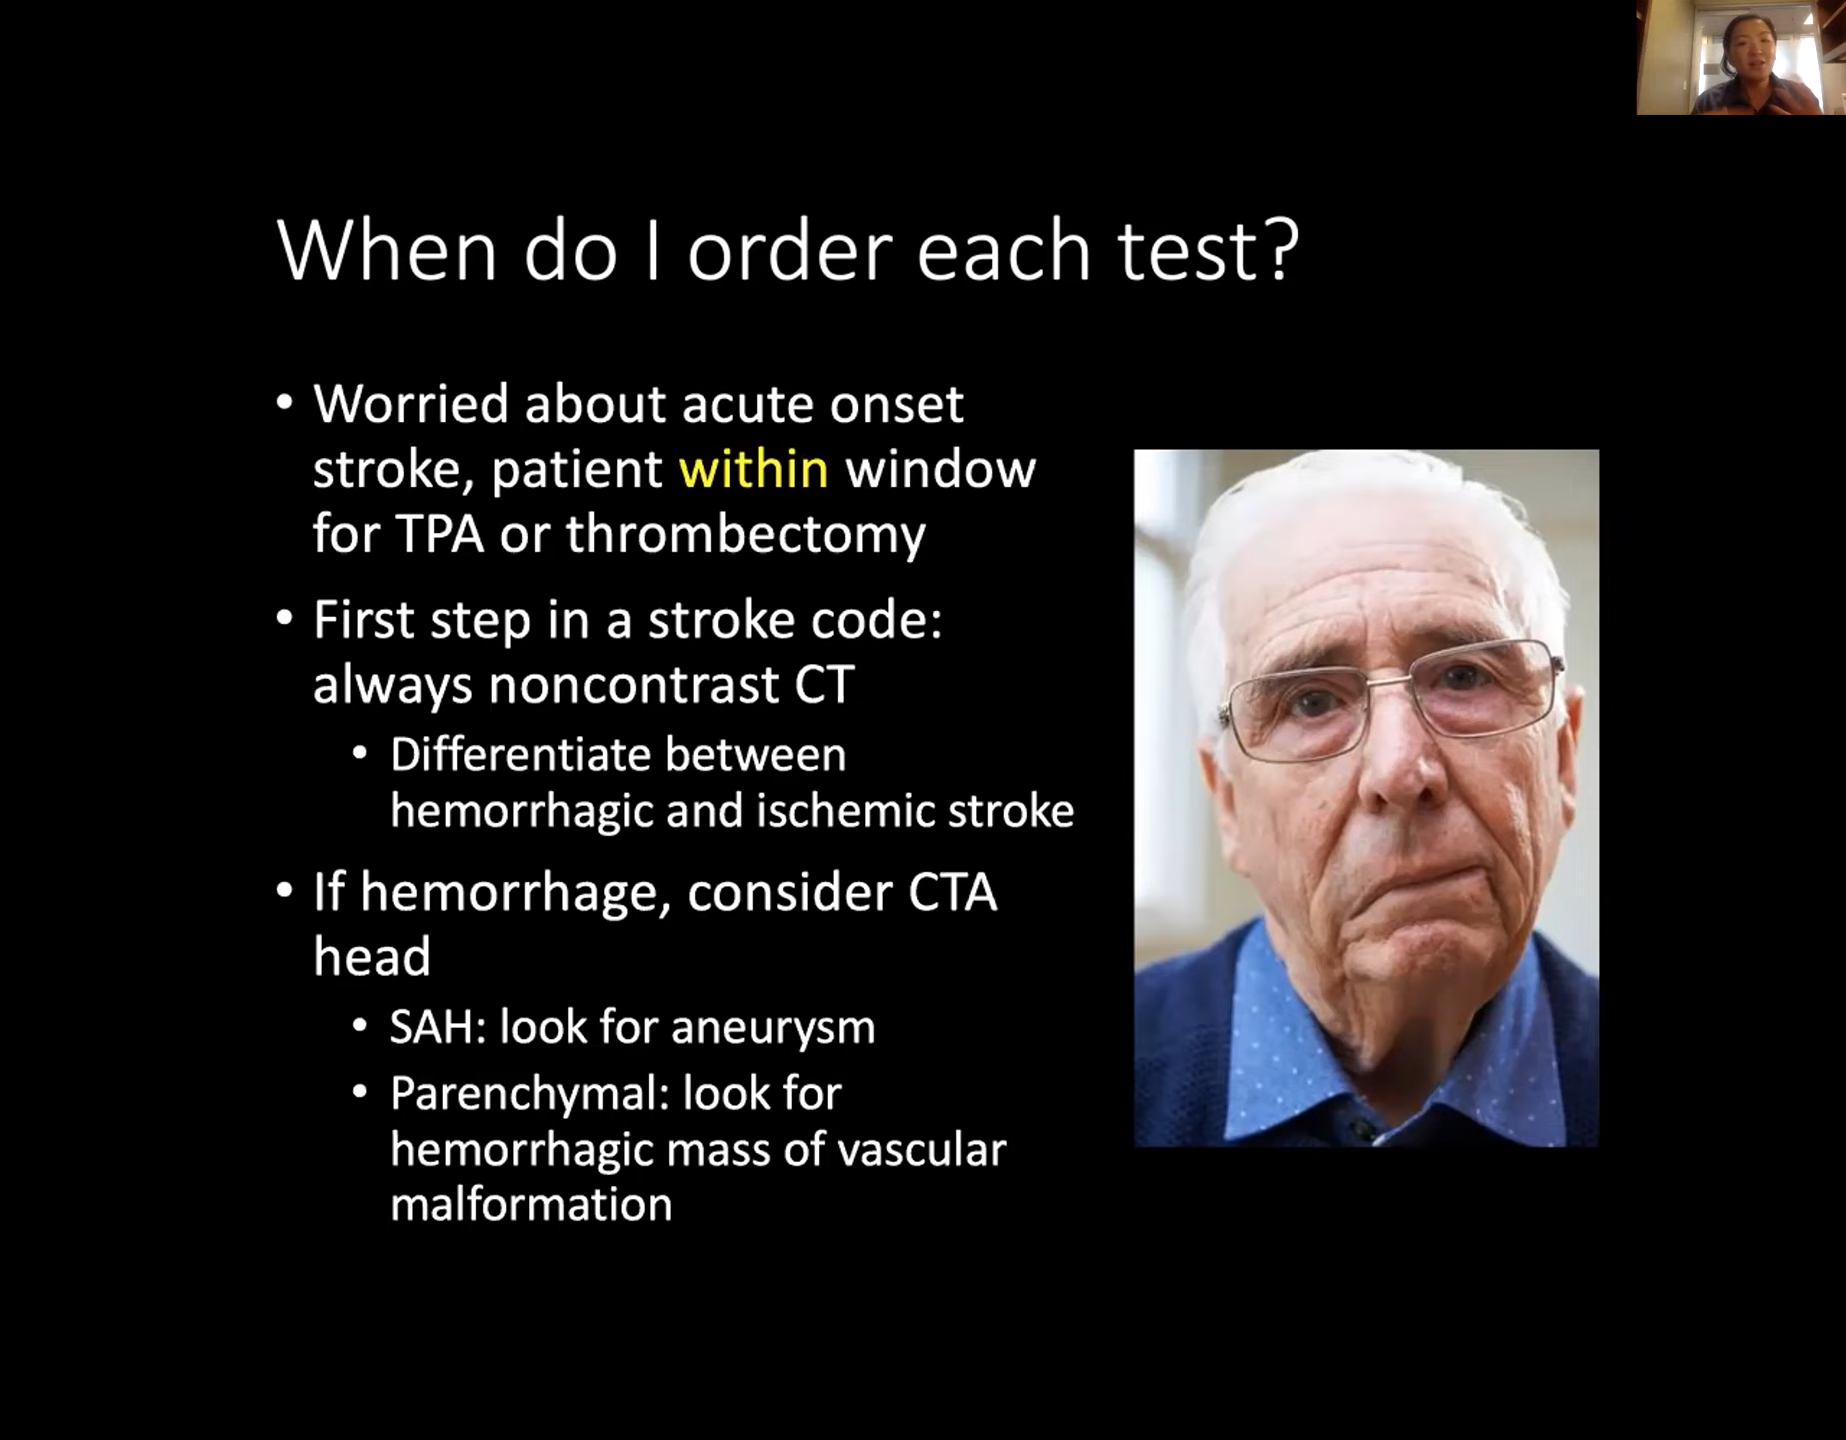 When do I order each test?
• Worried about acute onset
stroke, patient within window
for TPA or thrombectomy
• First step in a stroke code:
always noncontrast CT
• Differentiate between
hemorrhagic and ischemic stroke
• If hemorrhage, consider CTA
head
• SAH: look for aneurysm
• Parenchymal: look for
hemorrhagic mass of vascular
malformation